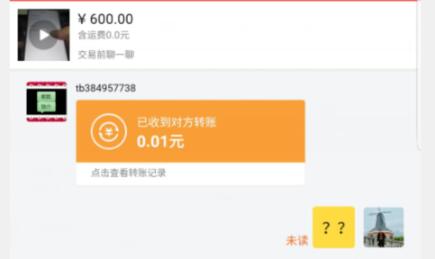 ¥ 600.00
含运费0.0元
交易前聊一聊
tb384957738
已收到对方转账
0.01元
点击查看转账记录
未读
？？